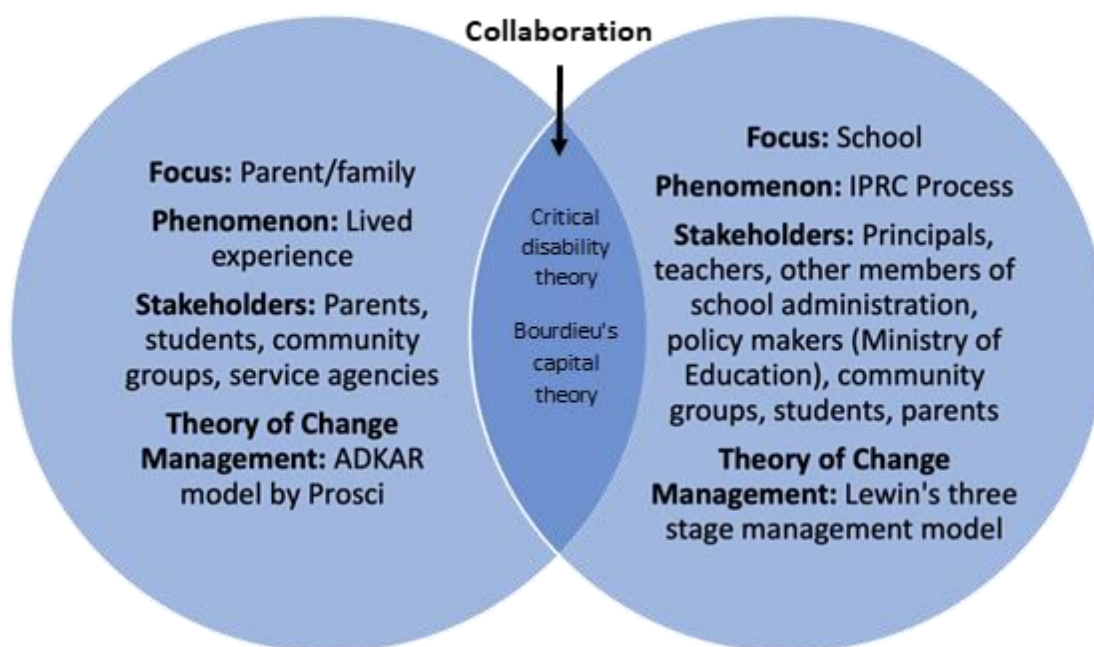 Collaboration
Focus: Parent/family
Phenomenon: Lived
experience
Stakeholders: Parents,
students, community
groups, service agencies
Theory of Change
Management: ADKAR
model by Prosci
Critical
disability
theory
Bourdieu's
capital
theory
Focus: School
Phenomenon: IPRC Process
Stakeholders: Principals,
teachers, other members of
school administration,
policy makers (Ministry of
Education), community
groups, students, parents
Theory of Change
Management: Lewin's three
stage management model